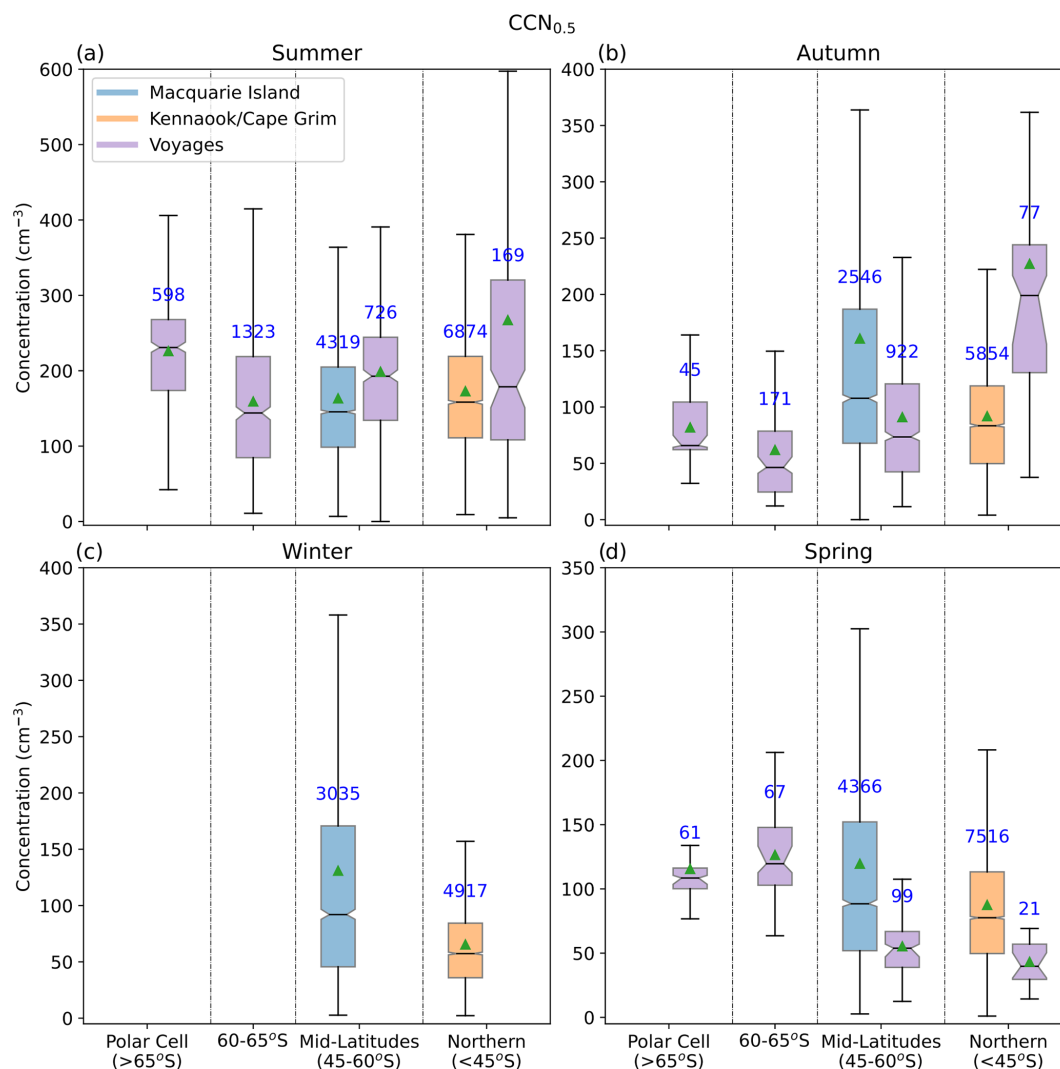 CCN0.5
(a) Summer
600
500
400
300
200
100
0
Concentration (cm−3)
Macquarie Island
Kennaook/Cape Grim
Voyages
598
1323
4319
726
6874
169
(b) Autumn
400
350
300
250
200
150
100
50
0
45
171
2546
922
5854
77
(c) Winter
400
350
300
250
200
150
100
50
0
Concentration (cm−3)
3035
4917
Polar Cell
(>65°S)
60-65°S
Mid-Latitudes
(45-60°S)
Northern
(<45°S)
(d) Spring
350
300
250
200
150
100
50
0
61
67
4366
99
7516
21
Polar Cell
(>65°S)
60-65°S
Mid-Latitudes
(45-60°S)
Northern
(<45°S)